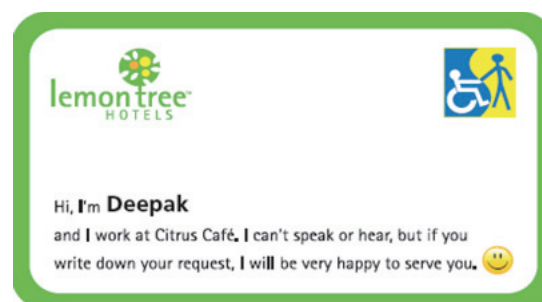 lemon tree™
HOTELS
Hi, I'm Deepak
and I work at Citrus Café. I can't speak or hear, but if you
write down your request, I will be very happy to serve you.